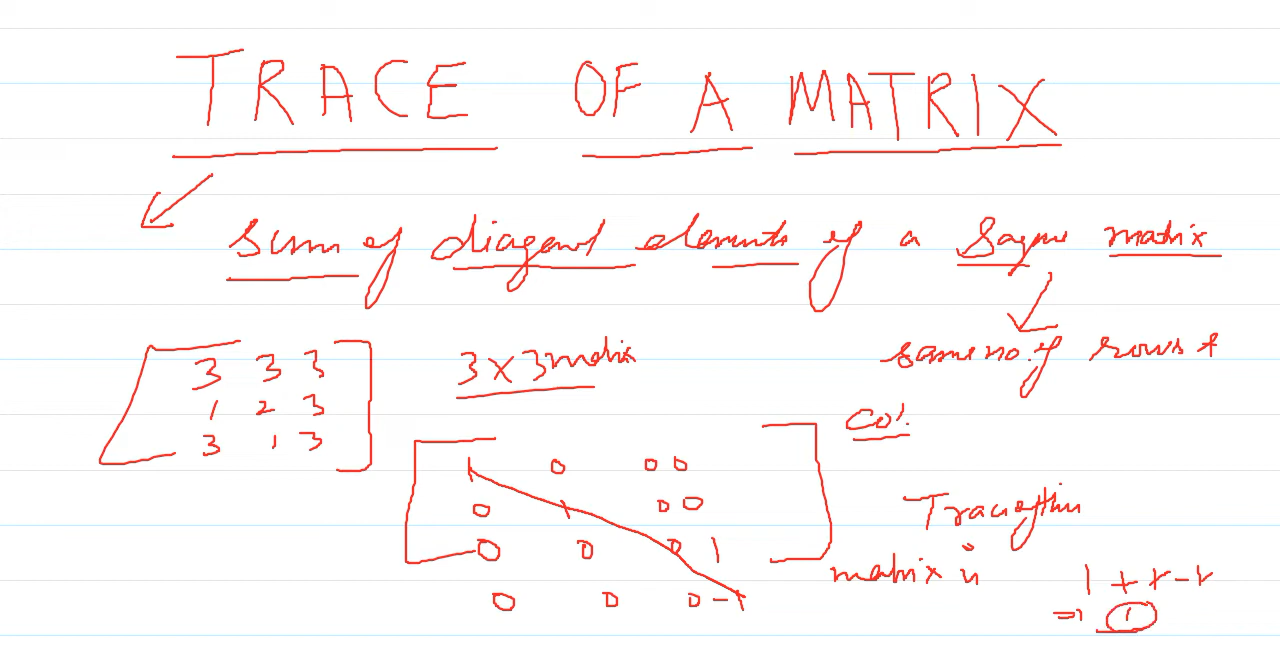 TRACE OF A MATRIX
Sum of diagonal elements of a Square matrix
same no. of rows &
col.
3 3 3
1 2 3
3 1 3
3 × 3 matrix
1 0 0 0
0 1 0 0
0 0 0 1
0 0 0 -1
Trace of this
matrix is
1 + 1 - 1
⇒ 1